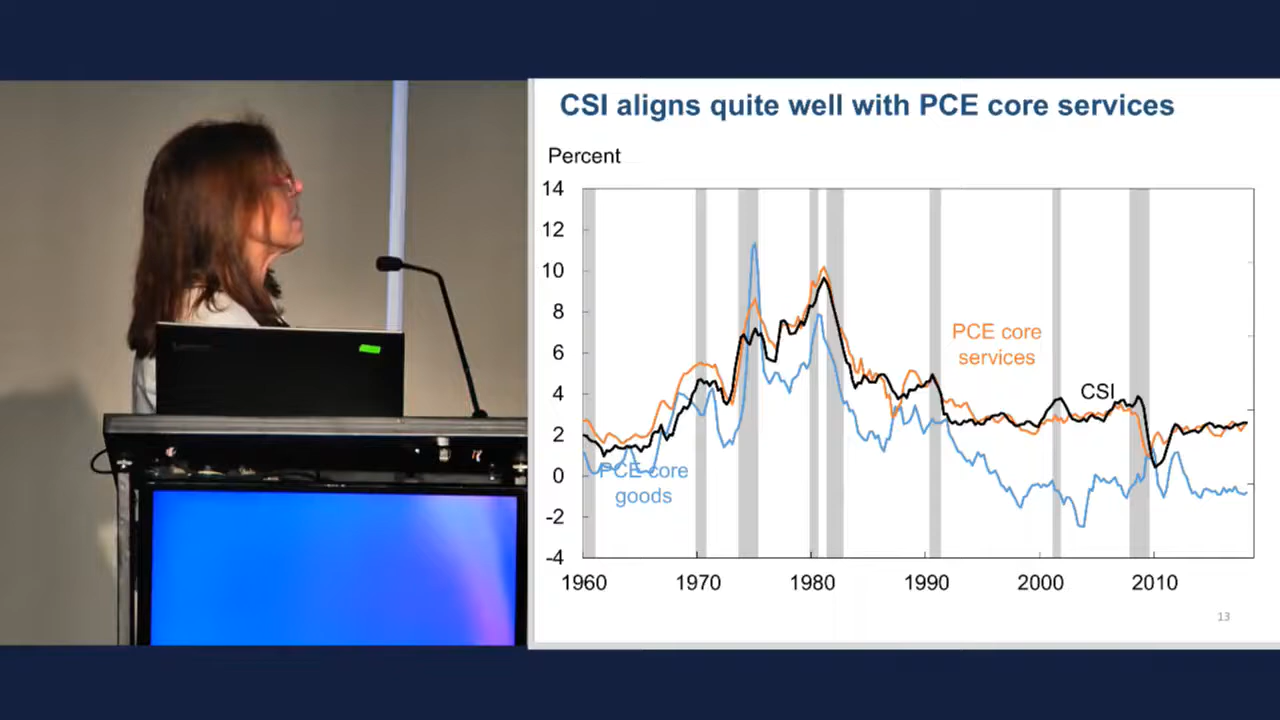 CSI aligns quite well with PCE core services
Percent
14
12
10
8
6
4
2
0
-2
-4
PCE core
services
CSI
PCE core
goods
1960
1970
1980
1990
2000
2010
13